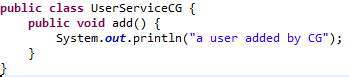 public class UserServiceCG {
    public void add() {
        System.out.println("a user added by CG");
    }
}